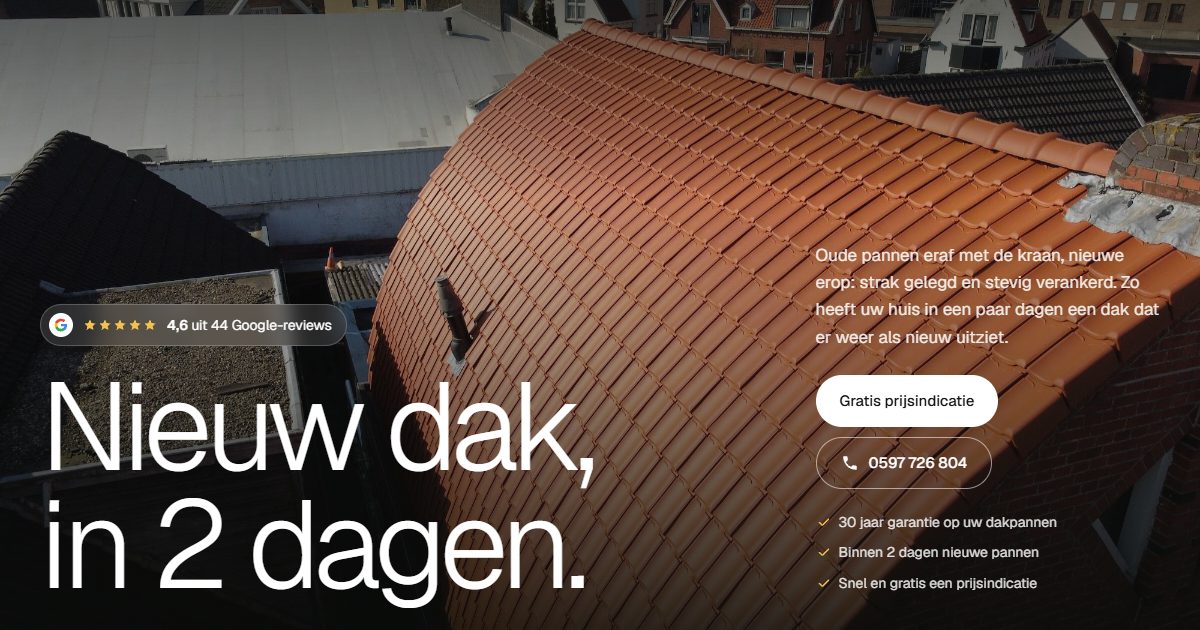 4,6 uit 44 Google-reviews
Nieuw dak,
in 2 dagen.
Oude pannen eraf met de kraan, nieuwe
erop: strak gelegd en stevig verankerd. Zo
heeft uw huis in een paar dagen een dak dat
er weer als nieuw uitziet.
Gratis prijsindicatie
0597 726 804
30 jaar garantie op uw dakpannen
Binnen 2 dagen nieuwe pannen
Snel en gratis een prijsindicatie